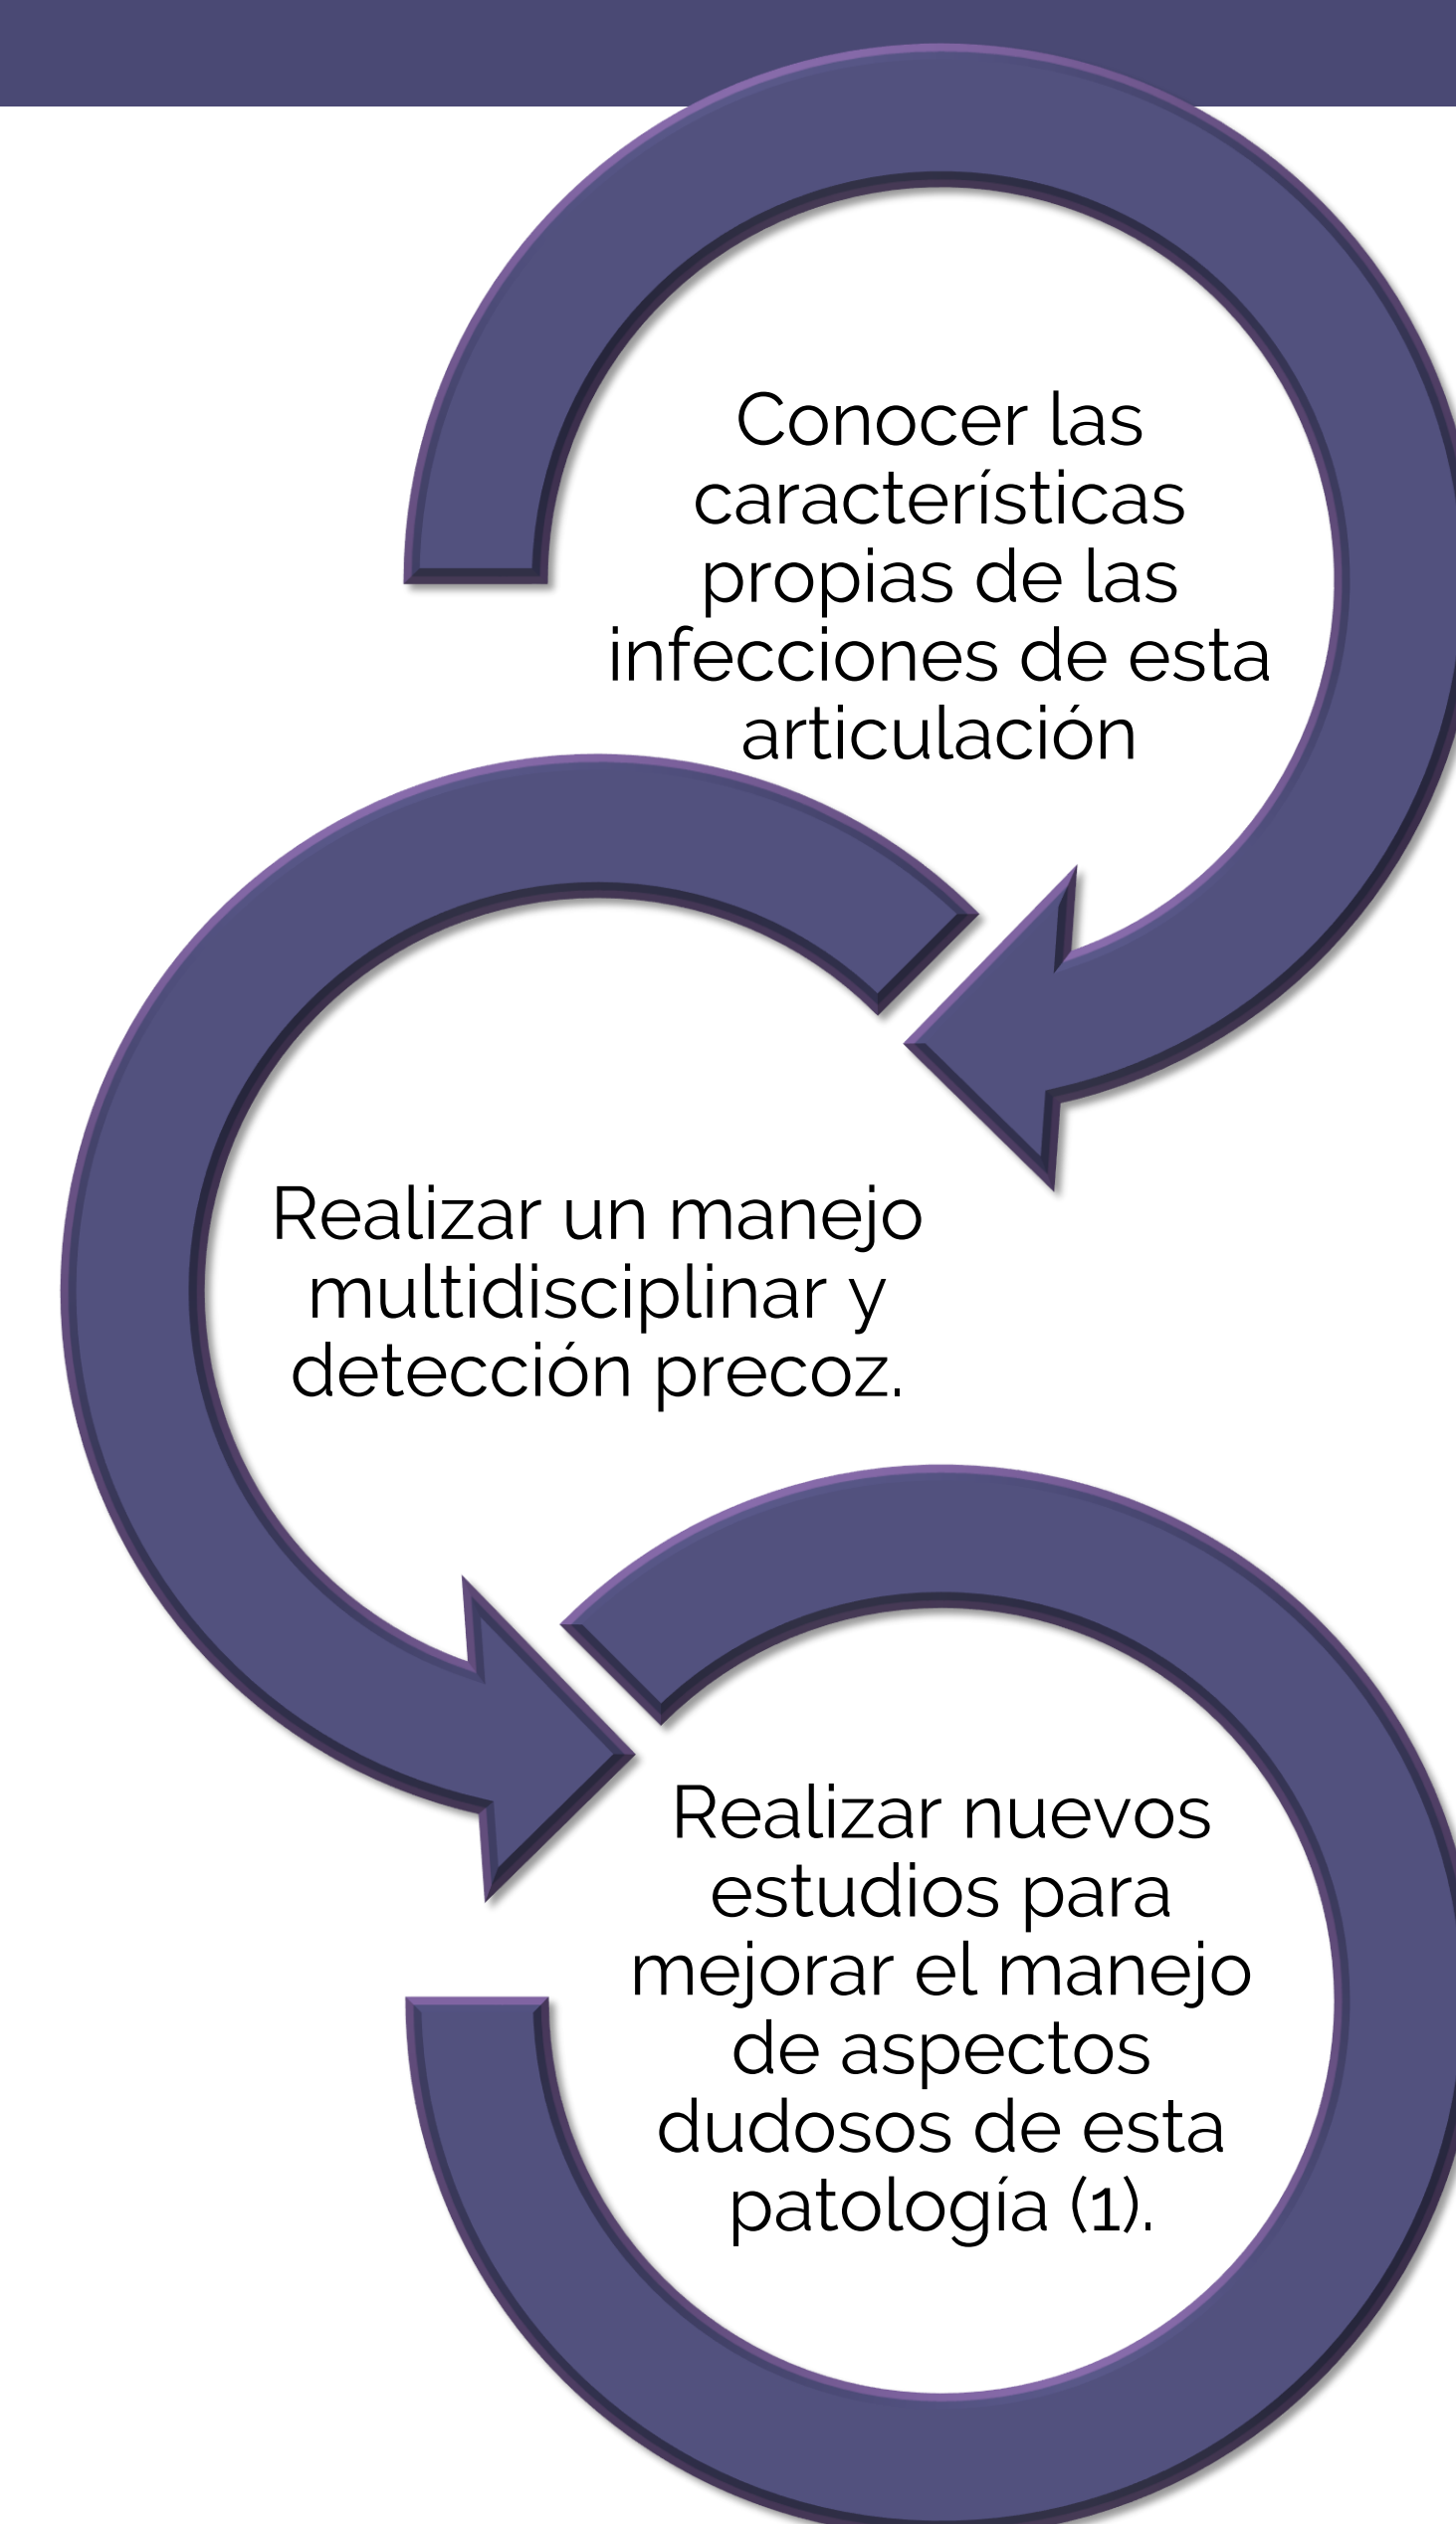 Conocer las
características
propias de las
infecciones de esta
articulación
Realizar un manejo
multidisciplinar y
detección precoz.
Realizar nuevos
estudios para
mejorar el manejo
de aspectos
dudosos de esta
patología (1).